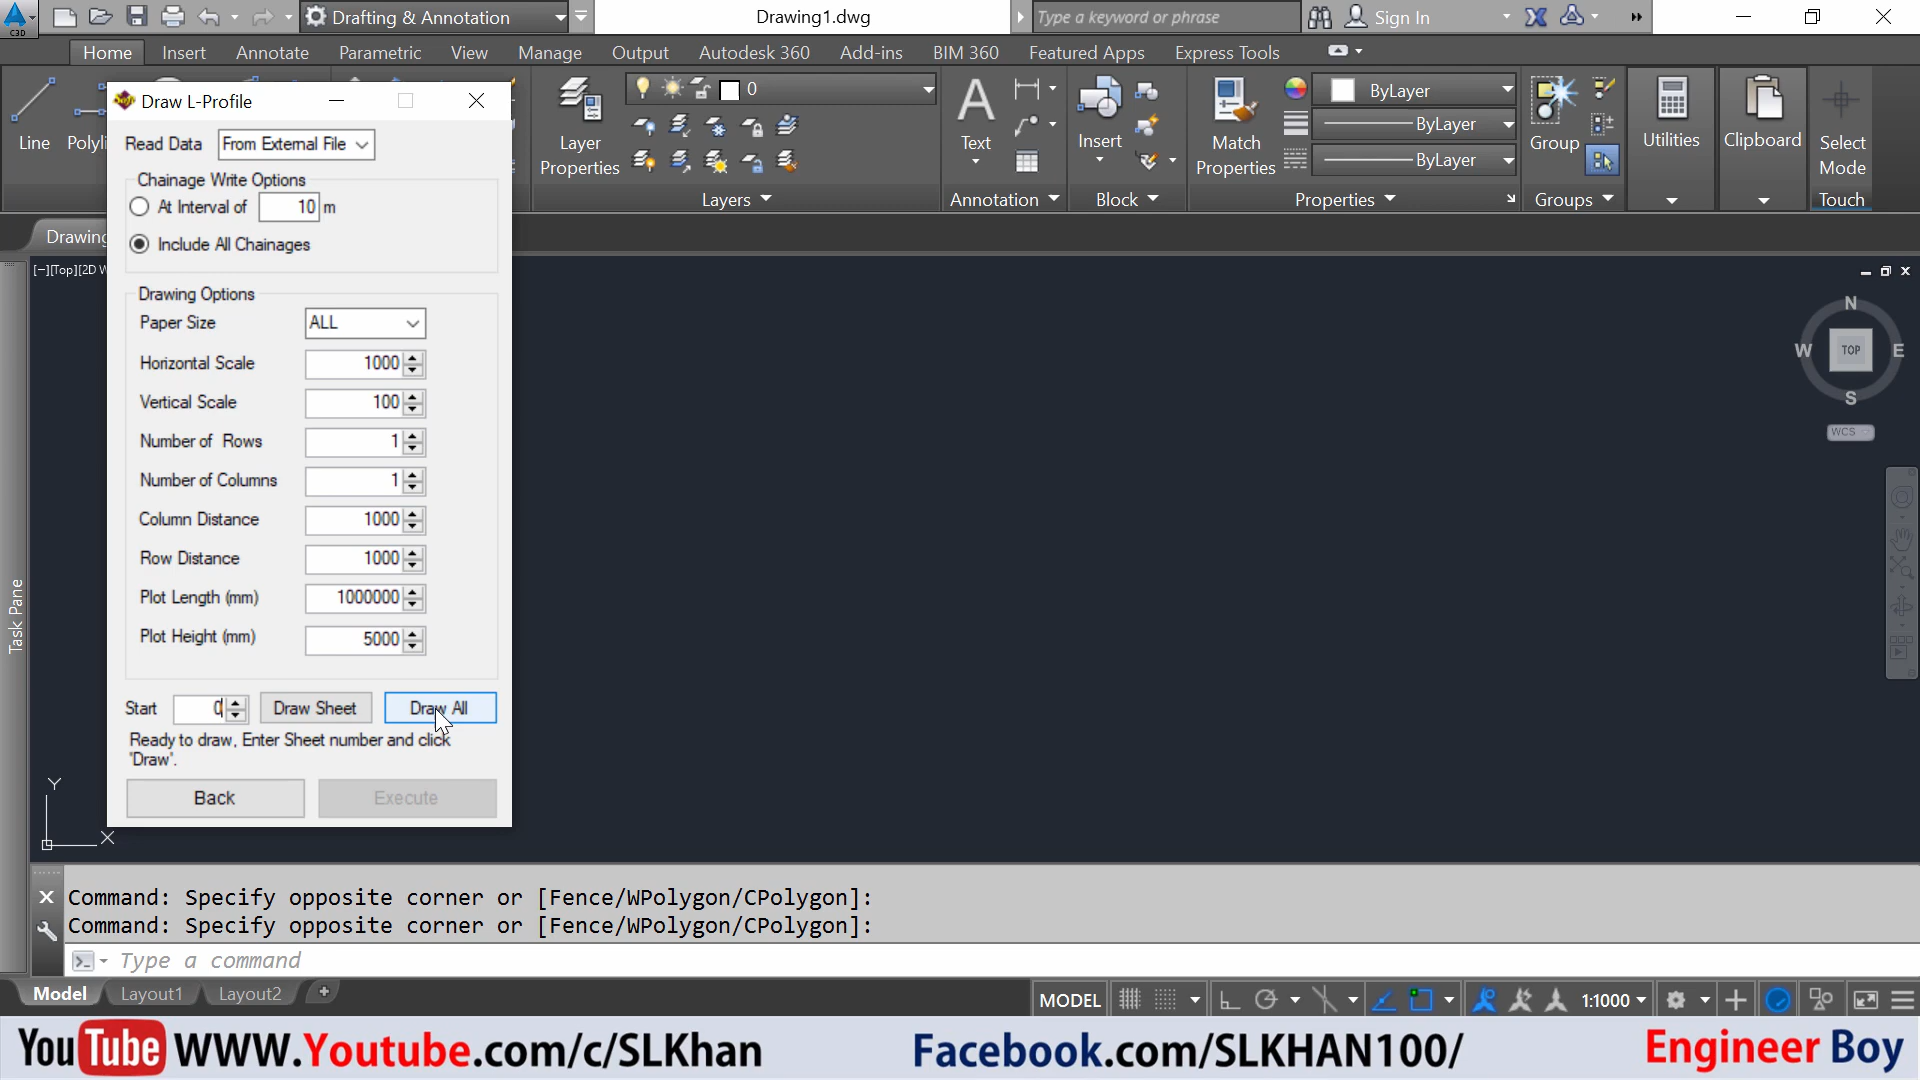 C3D
Drafting & Annotation
Drawing1.dwg
Type a keyword or phrase
Sign In
Home
Insert
Annotate
Parametric
View
Manage
Output
Autodesk 360
Add-ins
BIM 360
Featured Apps
Express Tools
Line
Layer
Properties
0
Layers
Text
Annotation
Insert
Block
Match
Properties
ByLayer
ByLayer
ByLayer
Properties
Group
Groups
Utilities
Clipboard
Select
Mode
Touch
[−][Top][2D W
Draw L-Profile
Read Data From External File
Chainage Write Options
At Interval of 10 m
Include All Chainages
Drawing Options
Paper Size ALL
Horizontal Scale 1000
Vertical Scale 100
Number of Rows 1
Number of Columns 1
Column Distance 1000
Row Distance 1000
Plot Length (mm) 1000000
Plot Height (mm) 5000
Start 0 Draw Sheet Draw All
Ready to draw, Enter Sheet number and click
'Draw'.
Back Execute
Task Pane
N
W TOP E
S
WCS
Y
X
Command: Specify opposite corner or [Fence/WPolygon/CPolygon]:
Command: Specify opposite corner or [Fence/WPolygon/CPolygon]:
Type a command
Model Layout1 Layout2
MODEL 1:1000
YouTube WWW.Youtube.com/c/SLKhan Facebook.com/SLKHAN100/ Engineer Boy